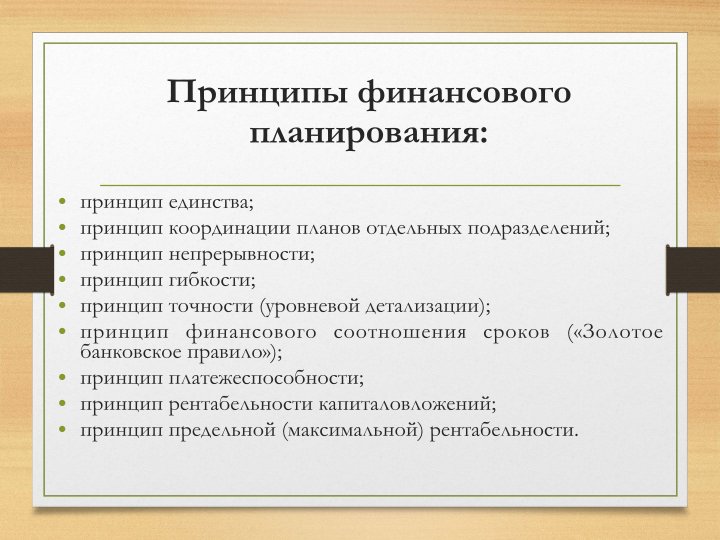 Принципы финансового
планирования:
• принцип единства;
• принцип координации планов отдельных подразделений;
• принцип непрерывности;
• принцип гибкости;
• принцип точности (уровневой детализации);
• принцип финансового соотношения сроков («Золотое
банковское правило»);
• принцип платежеспособности;
• принцип рентабельности капиталовложений;
• принцип предельной (максимальной) рентабельности.